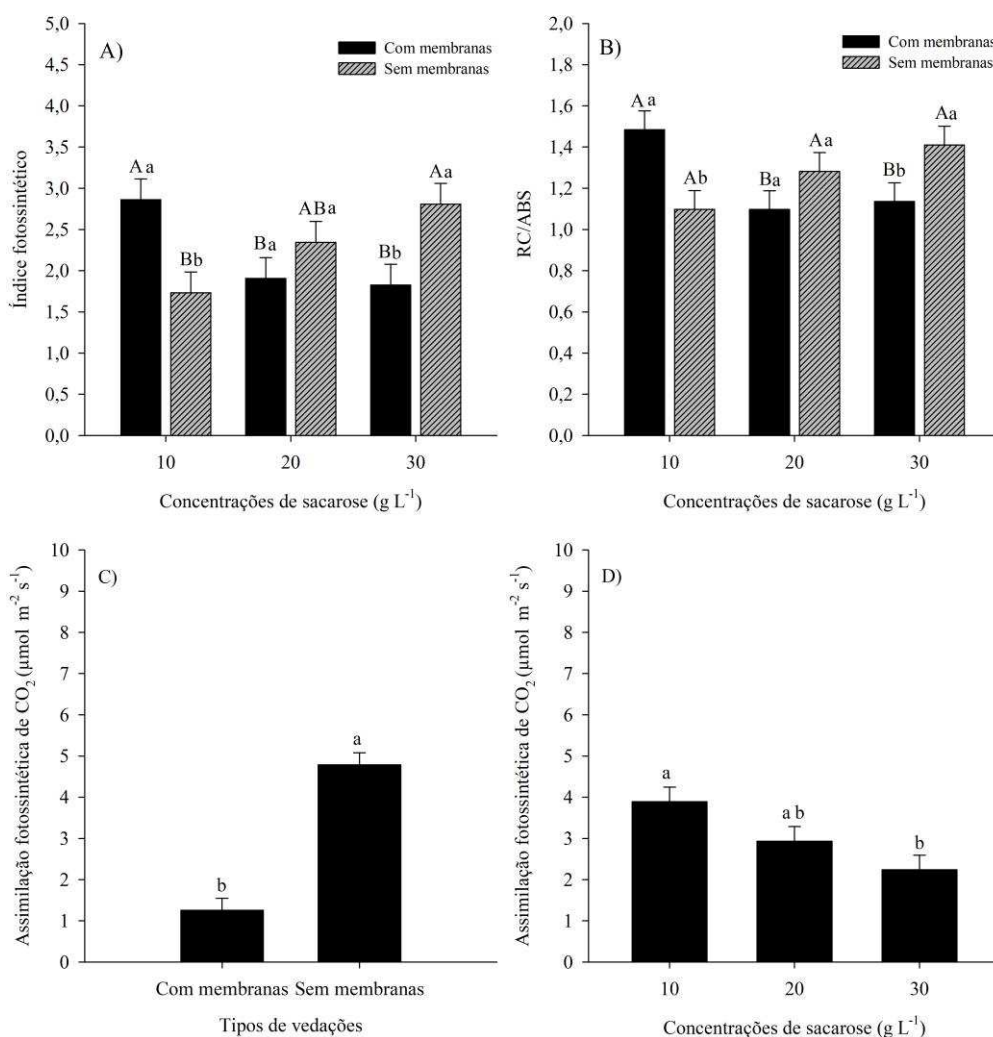 A)
Com membranas
Sem membranas
Índice fotossintético
5,0
4,5
4,0
3,5
3,0
2,5
2,0
1,5
1,0
0,5
0,0
Aa
Bb
Ba
ABa
Bb
Aa
10 20 30
Concentrações de sacarose (g L⁻¹)
B)
Com membranas
Sem membranas
RC/ABS
2,0
1,8
1,6
1,4
1,2
1,0
0,8
0,6
0,4
0,2
0,0
Aa
Ab
Ba
Aa
Bb
Aa
10 20 30
Concentrações de sacarose (g L⁻¹)
C)
Assimilação fotossintética de CO₂ (µmol m⁻² s⁻¹)
10
9
8
7
6
5
4
3
2
1
0
b
a
Com membranas Sem membranas
Tipos de vedações
D)
Assimilação fotossintética de CO₂ (µmol m⁻² s⁻¹)
10
9
8
7
6
5
4
3
2
1
0
a
ab
b
10 20 30
Concentrações de sacarose (g L⁻¹)